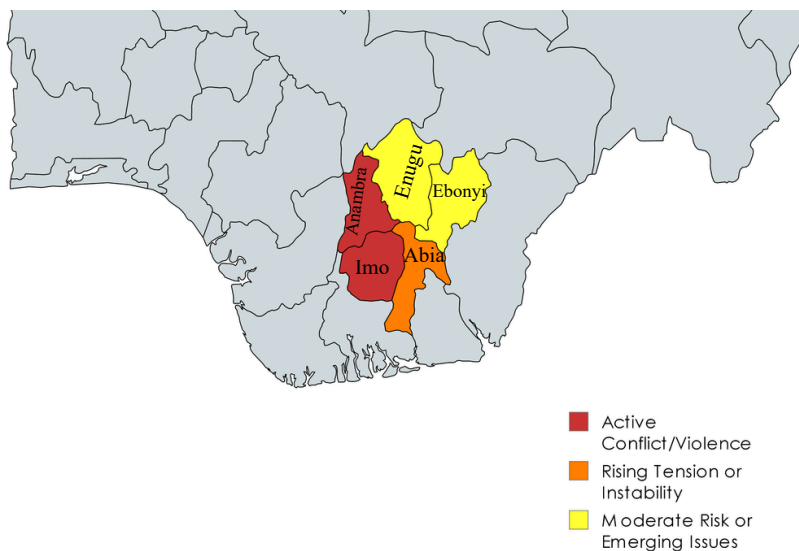 Enugu
Ebonyi
Anambra
Abia
Imo
Active
Conflict/Violence
Rising Tension or
Instability
Moderate Risk or
Emerging Issues